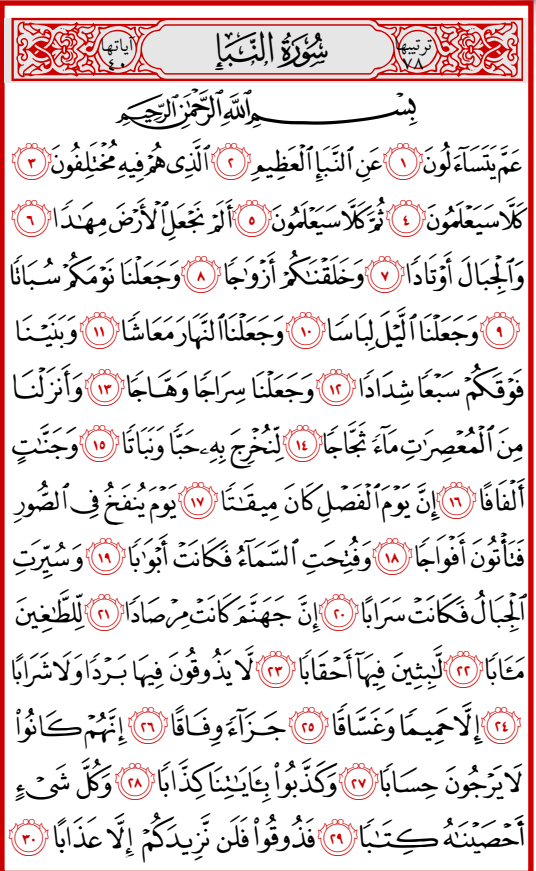 ترتيبها ٧٨ سُورَةُ النَّبَإِ آياتها ٤٠
بِسْمِ ٱللَّهِ ٱلرَّحْمَٰنِ ٱلرَّحِيمِ
عَمَّ يَتَسَآءَلُونَ ١ عَنِ ٱلنَّبَإِ ٱلْعَظِيمِ ٢ ٱلَّذِى هُمْ فِيهِ مُخْتَلِفُونَ ٣
كَلَّا سَيَعْلَمُونَ ٤ ثُمَّ كَلَّا سَيَعْلَمُونَ ٥ أَلَمْ نَجْعَلِ ٱلْأَرْضَ مِهَٰدًا ٦
وَٱلْجِبَالَ أَوْتَادًا ٧ وَخَلَقْنَٰكُمْ أَزْوَٰجًا ٨ وَجَعَلْنَا نَوْمَكُمْ سُبَاتًا
٩ وَجَعَلْنَا ٱلَّيْلَ لِبَاسًا ١٠ وَجَعَلْنَا ٱلنَّهَارَ مَعَاشًا ١١ وَبَنَيْنَا
فَوْقَكُمْ سَبْعًا شِدَادًا ١٢ وَجَعَلْنَا سِرَاجًا وَهَّاجًا ١٣ وَأَنزَلْنَا
مِنَ ٱلْمُعْصِرَٰتِ مَآءً ثَجَّاجًا ١٤ لِّنُخْرِجَ بِهِۦ حَبًّا وَنَبَاتًا ١٥ وَجَنَّٰتٍ
أَلْفَافًا ١٦ إِنَّ يَوْمَ ٱلْفَصْلِ كَانَ مِيقَٰتًا ١٧ يَوْمَ يُنفَخُ فِى ٱلصُّورِ
فَتَأْتُونَ أَفْوَاجًا ١٨ وَفُتِحَتِ ٱلسَّمَآءُ فَكَانَتْ أَبْوَٰبًا ١٩ وَسُيِّرَتِ
ٱلْجِبَالُ فَكَانَتْ سَرَابًا ٢٠ إِنَّ جَهَنَّمَ كَانَتْ مِرْصَادًا ٢١ لِّلطَّٰغِينَ
مَـَٔابًا ٢٢ لَّٰبِثِينَ فِيهَآ أَحْقَابًا ٢٣ لَّا يَذُوقُونَ فِيهَا بَرْدًا وَلَا شَرَابًا
٢٤ إِلَّا حَمِيمًا وَغَسَّاقًا ٢٥ جَزَآءً وِفَاقًا ٢٦ إِنَّهُمْ كَانُوا۟
لَا يَرْجُونَ حِسَابًا ٢٧ وَكَذَّبُوا۟ بِـَٔايَٰتِنَا كِذَّابًا ٢٨ وَكُلَّ شَىْءٍ
أَحْصَيْنَٰهُ كِتَٰبًا ٢٩ فَذُوقُوا۟ فَلَن نَّزِيدَكُمْ إِلَّا عَذَابًا ٣٠